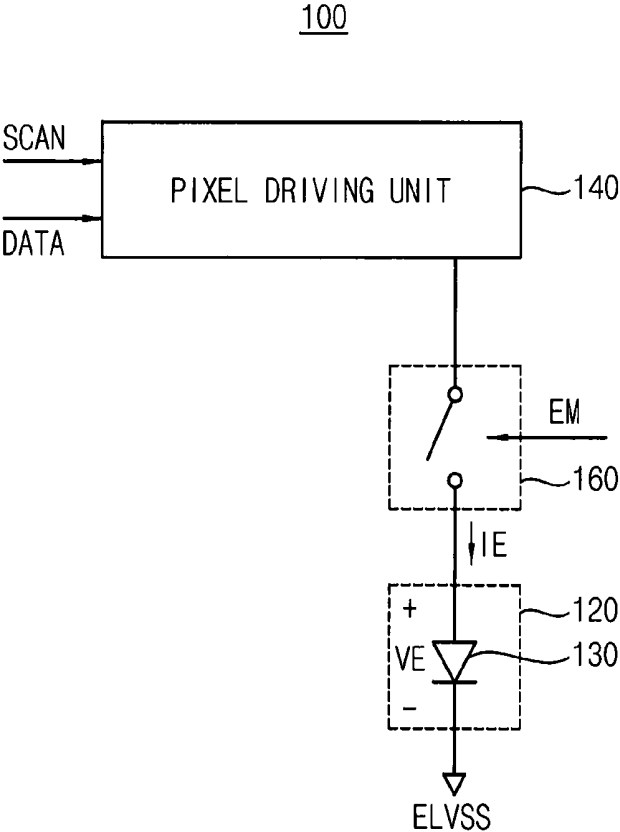 100
SCAN
PIXEL DRIVING UNIT
140
DATA
EM
160
IE
+
120
VE
130
-
ELVSS